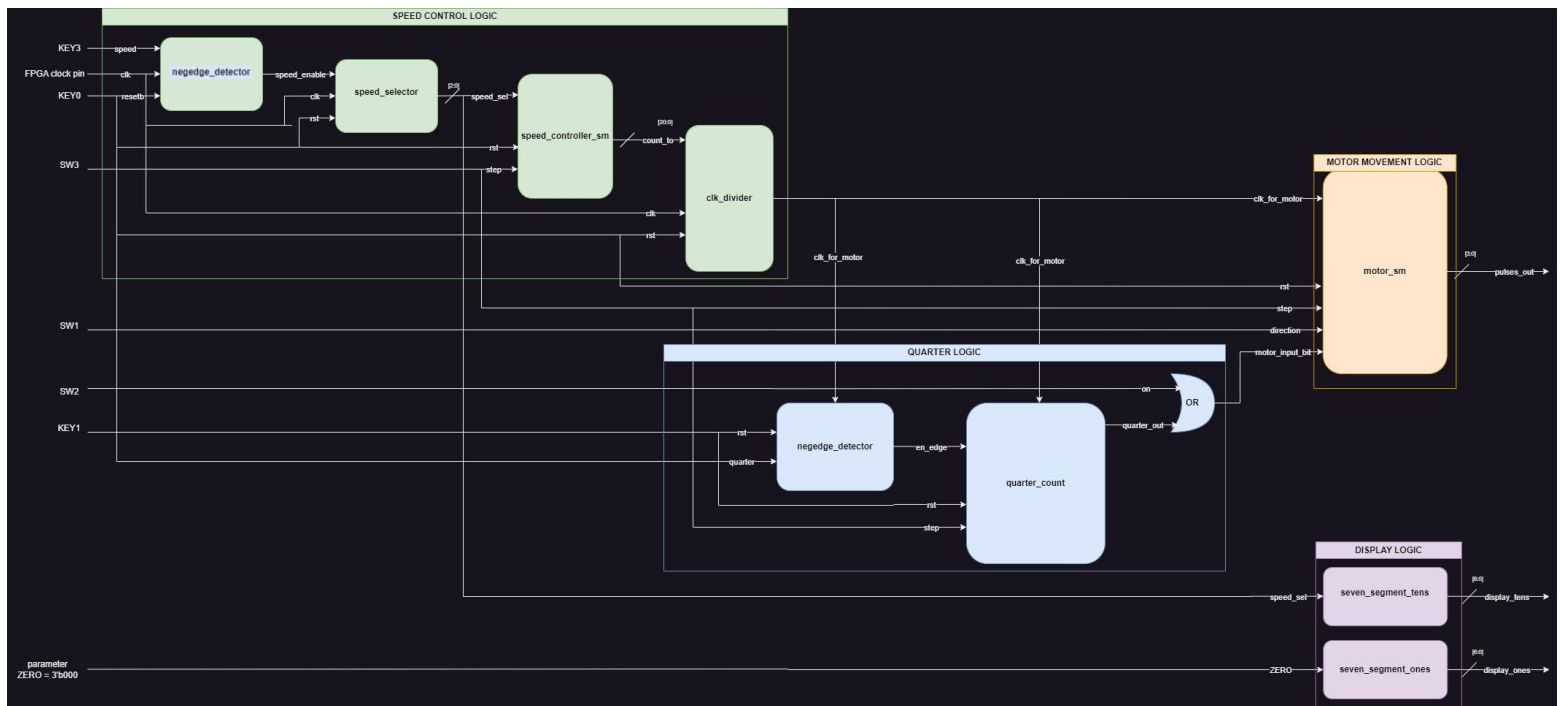 SPEED CONTROL LOGIC
KEY3
speed
negedge_detector
FPGA clock pin
clk
speed_enable
KEY0
resetb
speed_selector
clk
rst
[2:0]
speed_sel
speed_controller_sm
rst
step
[20:0]
count_to
SW3
clk_divider
clk
rst
MOTOR MOVEMENT LOGIC
clk_for_motor
clk_for_motor
clk_for_motor
motor_sm
[3:0]
pulses_out
rst
step
direction
motor_input_bit
SW1
QUARTER LOGIC
SW2
on
OR
KEY1
rst
quarter
negedge_detector
en_edge
quarter_out
quarter_count
rst
step
DISPLAY LOGIC
speed_sel
seven_segment_tens
[6:0]
display_tens
parameter
ZERO = 3'b000
ZERO
seven_segment_ones
[6:0]
display_ones